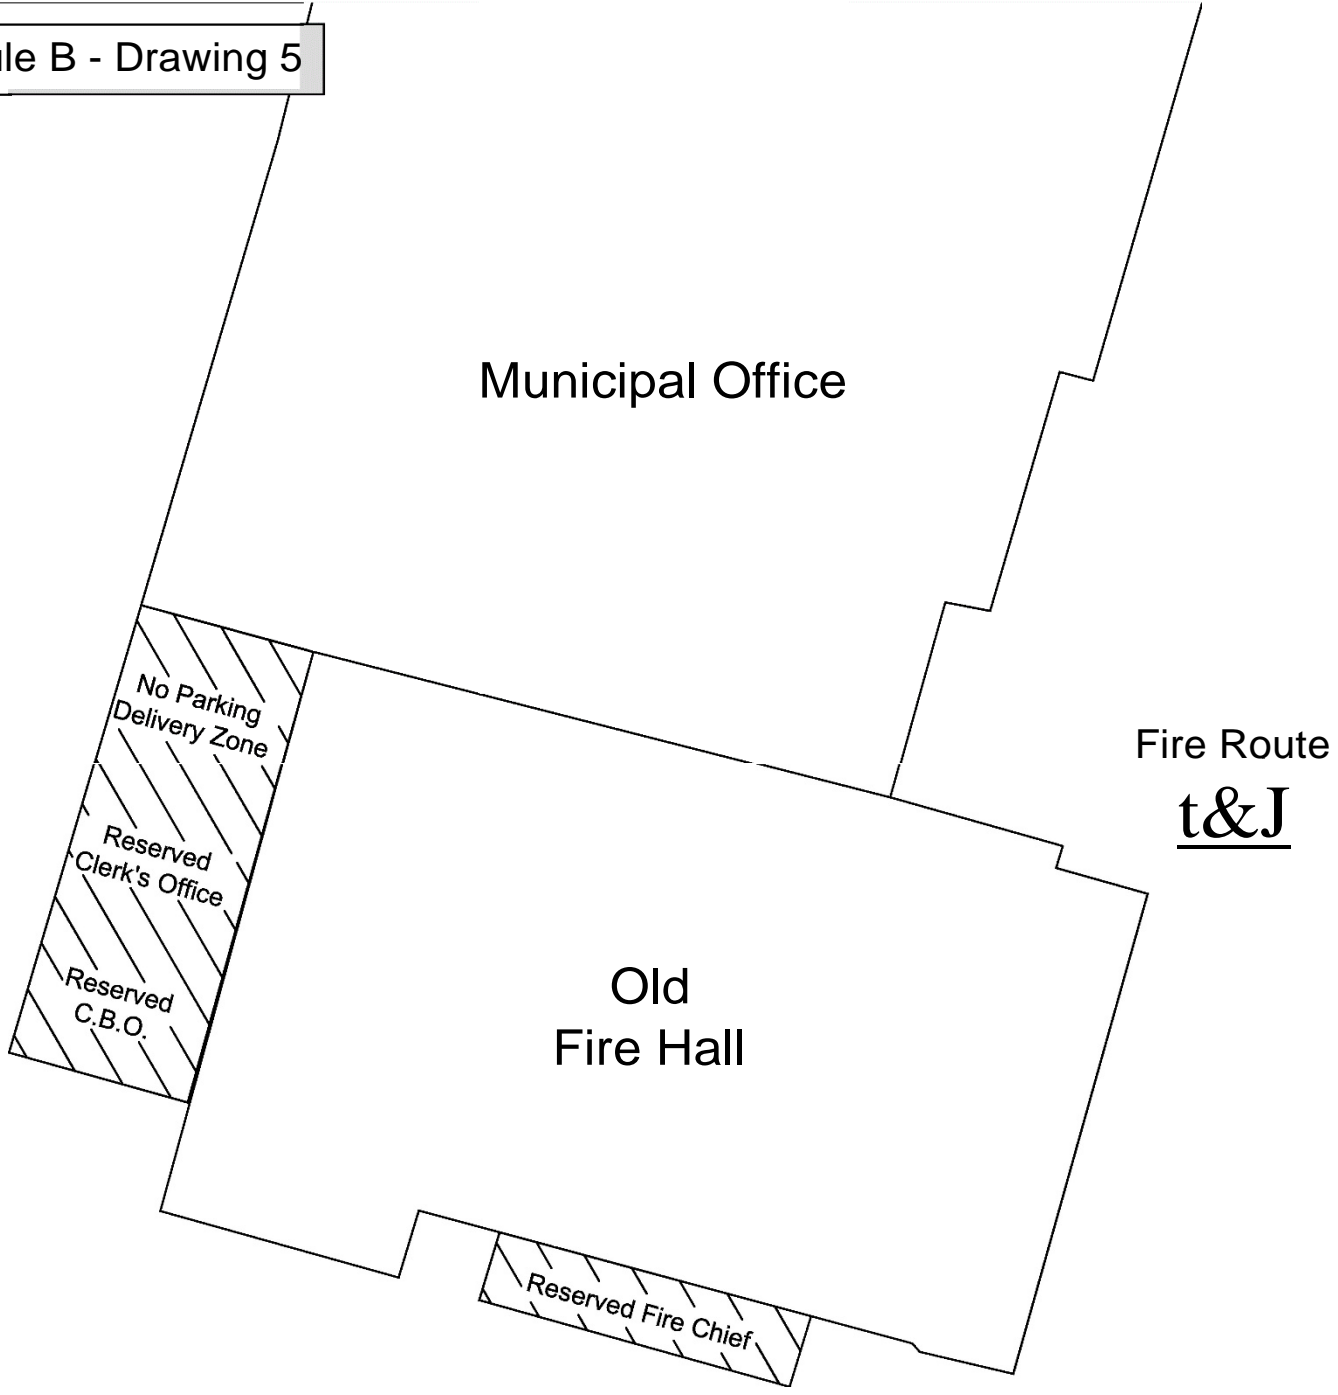 ule B - Drawing 5
Municipal Office
No Parking
Delivery Zone
Fire Route
t&J
Reserved
Clerk's Office
Reserved
C.B.O.
Old
Fire Hall
Reserved Fire Chief